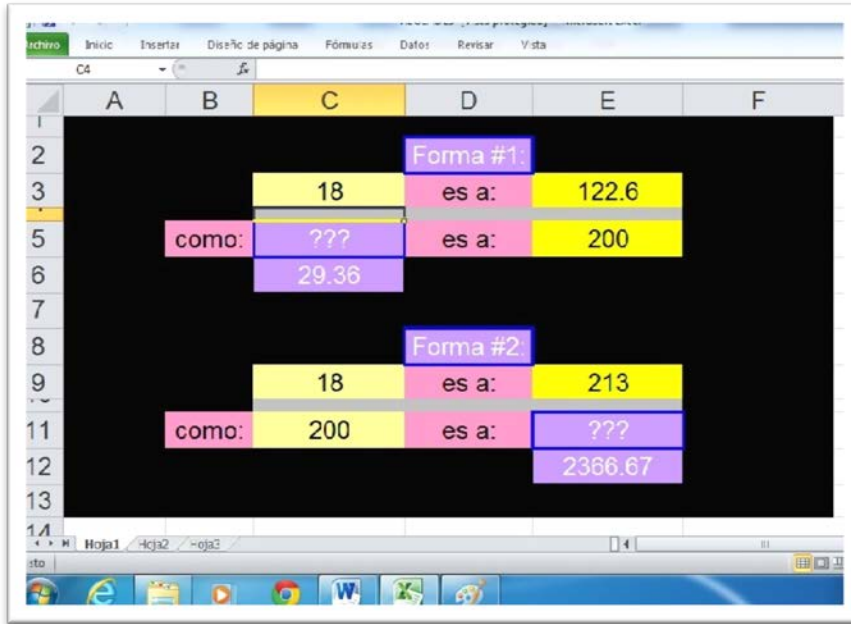 Archivo Inicio Insertar Diseño de página Fórmulas Datos Revisar Vista
C4 fx
A B C D E F
2 Forma #1:
3 18 es a: 122.6
5 como: ??? es a: 200
6 29.36
7
8 Forma #2:
9 18 es a: 213
11 como: 200 es a: ???
12 2366.67
13
14
Hoja1 Hoja2 Hoja3